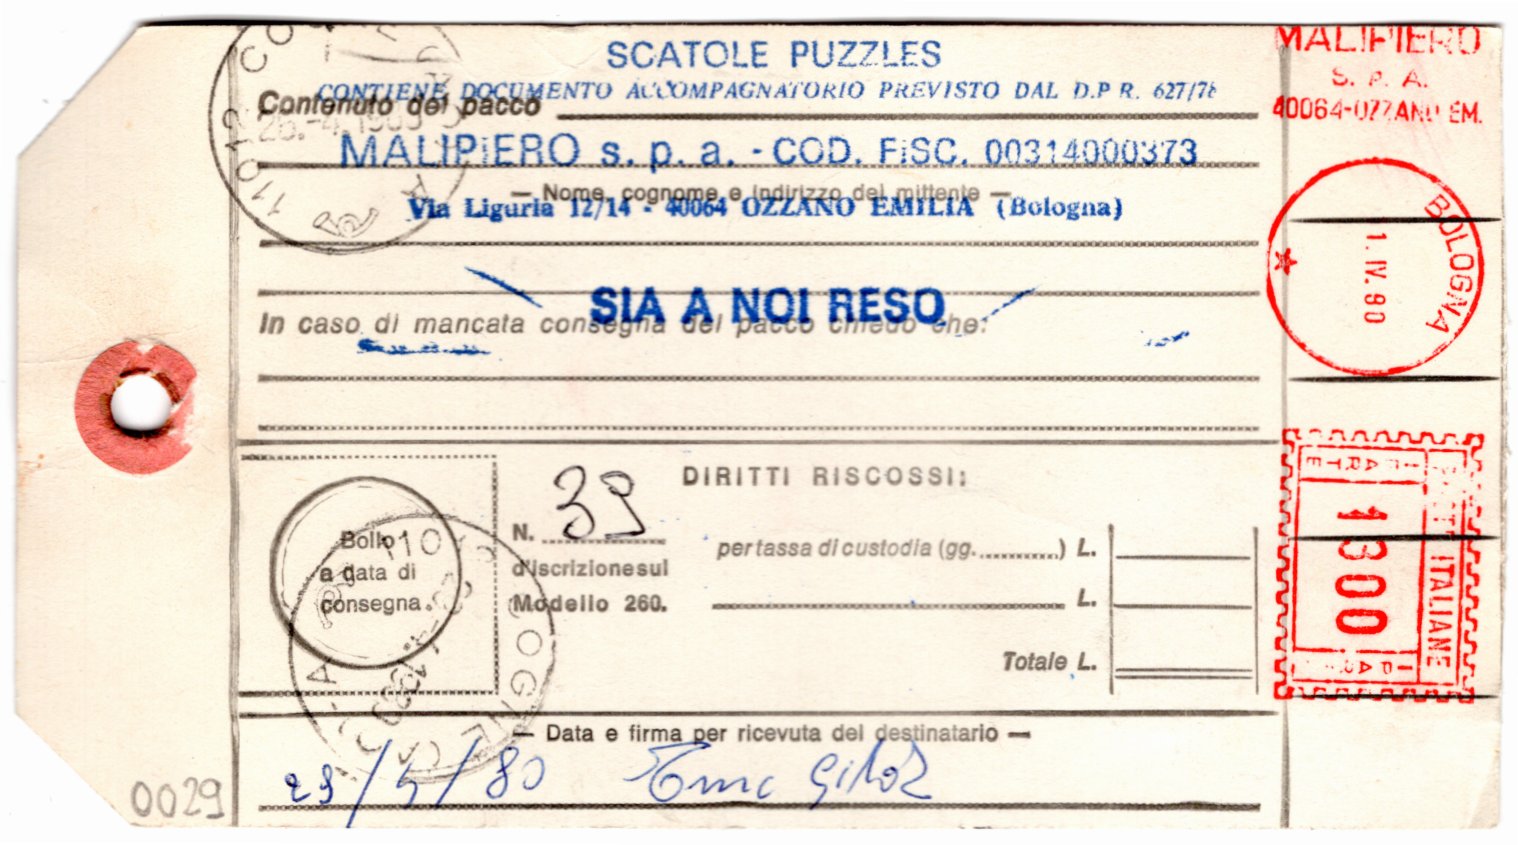 SCATOLE PUZZLES
CONTIENE DOCUMENTO ACCOMPAGNATORIO PREVISTO DAL D.P.R. 627/78
Contenuto del pacco
MALIPIERO s. p. a. - COD. FISC. 00314000373
— Nome, cognome e indirizzo del mittente —
Via Liguria 12/14 - 40064 OZZANO EMILIA (Bologna)
SIA A NOI RESO
In caso di mancata consegna del pacco chiedo che:
MALIPIERO
S. P. A.
40064-OZZANO EM.
BOLOGNA
1. IV. 80
POSTE ITALIANE
1300
Bollo
a data di
consegna.
N. 39
d'iscrizione sul
Modello 260.
DIRITTI RISCOSSI:
per tassa di custodia (gg. ..........) L.
L.
Totale L.
— Data e firma per ricevuta del destinatario —
0029